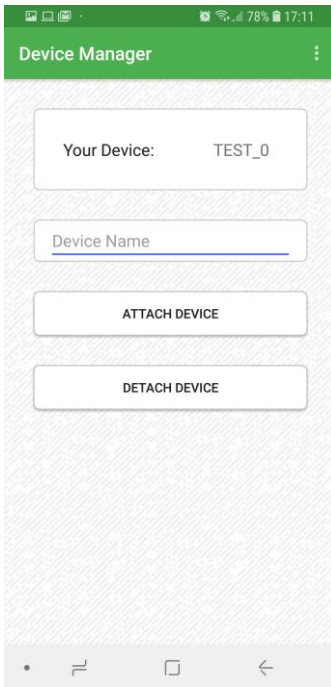 78% 17:11
Device Manager
Your Device: TEST_0
Device Name
ATTACH DEVICE
DETACH DEVICE